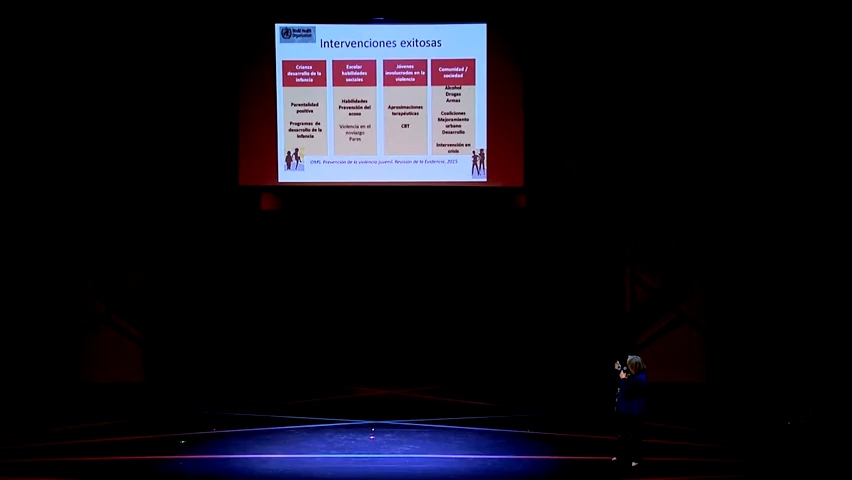 World Health
Organization
Intervenciones exitosas
Crianza
desarrollo de la
infancia
Parentalidad
positiva
Programas de
desarrollo de la
infancia
Escolar
habilidades
sociales
Habilidades
Prevención del
acoso
Violencia en el
noviazgo
Pares
Jóvenes
involucrados en la
violencia
Aproximaciones
terapéuticas
CBT
Comunidad /
sociedad
Alcohol
Drogas
Armas
Coaliciones
Mejoramiento
urbano
Desarrollo
Intervención en
crisis
OMS. Prevención de la violencia juvenil. Revisión de la Evidencia, 2015